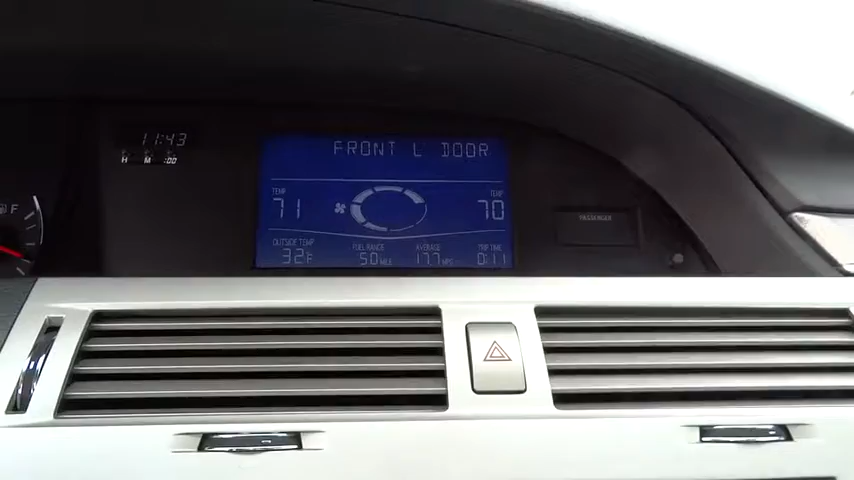 11:43
H M :00
F
FRONT L DOOR
TEMP TEMP
71 70
OUTSIDE TEMP FUEL RANGE AVERAGE TRIP TIME
32°F 50 MILE 17.7 MPG 0:11
PASSENGER